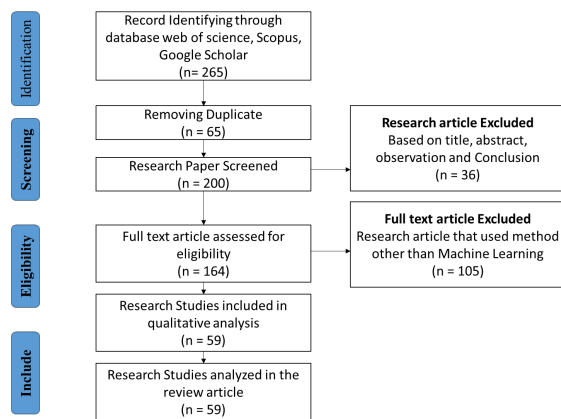 Identification
Record Identifying through
database web of science, Scopus,
Google Scholar
(n= 265)
Removing Duplicate
(n = 65)
Screening
Research Paper Screened
(n = 200)
Research article Excluded
Based on title, abstract,
observation and Conclusion
(n = 36)
Eligibility
Full text article assessed for
eligibility
(n = 164)
Full text article Excluded
Research article that used method
other than Machine Learning
(n = 105)
Research Studies included in
qualitative analysis
(n = 59)
Include
Research Studies analyzed in the
review article
(n = 59)